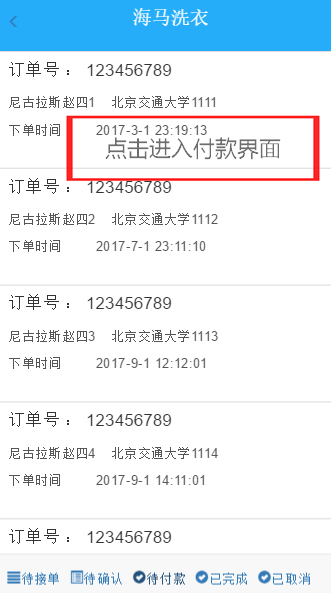 海马洗衣
订单号： 123456789
尼古拉斯赵四1 北京交通大学1111
下单时间 2017-3-1 23:19:13
点击进入付款界面
订单号： 123456789
尼古拉斯赵四2 北京交通大学1112
下单时间 2017-7-1 23:11:10
订单号： 123456789
尼古拉斯赵四3 北京交通大学1113
下单时间 2017-9-1 12:12:01
订单号： 123456789
尼古拉斯赵四4 北京交通大学1114
下单时间 2017-9-1 14:11:01
订单号： 123456789
待接单 待确认 待付款 已完成 已取消